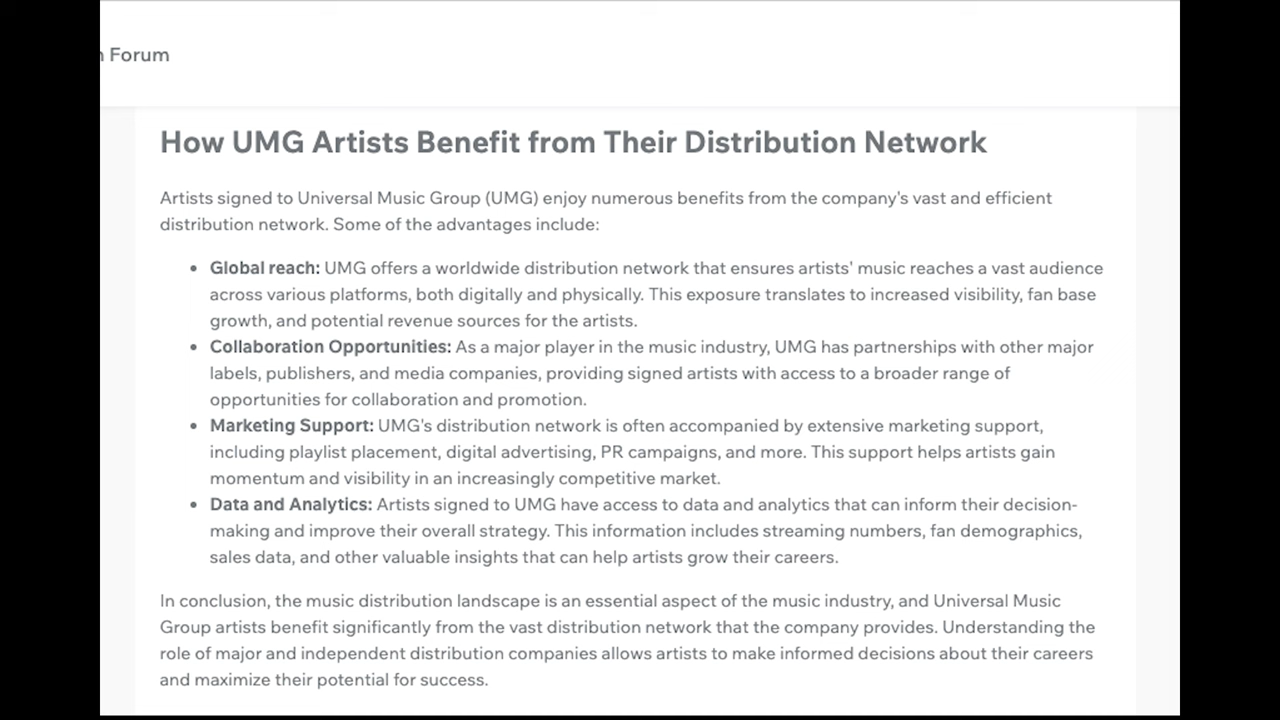 Forum
How UMG Artists Benefit from Their Distribution Network
Artists signed to Universal Music Group (UMG) enjoy numerous benefits from the company's vast and efficient
distribution network. Some of the advantages include:
• Global reach: UMG offers a worldwide distribution network that ensures artists' music reaches a vast audience
across various platforms, both digitally and physically. This exposure translates to increased visibility, fan base
growth, and potential revenue sources for the artists.
• Collaboration Opportunities: As a major player in the music industry, UMG has partnerships with other major
labels, publishers, and media companies, providing signed artists with access to a broader range of
opportunities for collaboration and promotion.
• Marketing Support: UMG's distribution network is often accompanied by extensive marketing support,
including playlist placement, digital advertising, PR campaigns, and more. This support helps artists gain
momentum and visibility in an increasingly competitive market.
• Data and Analytics: Artists signed to UMG have access to data and analytics that can inform their decision-
making and improve their overall strategy. This information includes streaming numbers, fan demographics,
sales data, and other valuable insights that can help artists grow their careers.
In conclusion, the music distribution landscape is an essential aspect of the music industry, and Universal Music
Group artists benefit significantly from the vast distribution network that the company provides. Understanding the
role of major and independent distribution companies allows artists to make informed decisions about their careers
and maximize their potential for success.